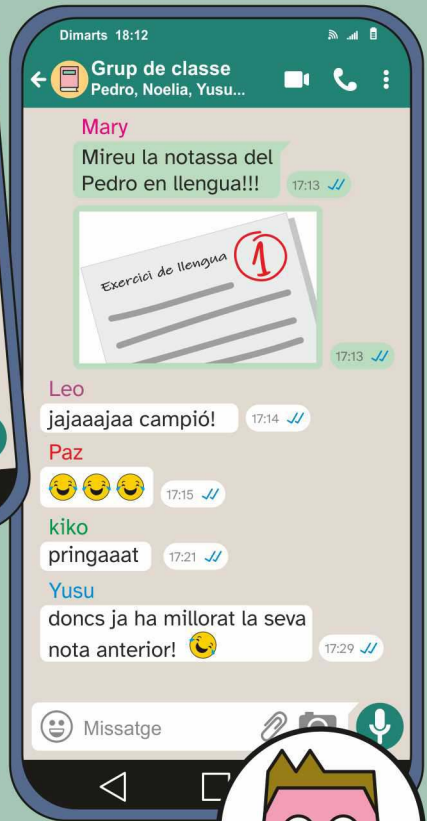 Dimarts 18:12
Grup de classe
Pedro, Noelia, Yusu...
Mary
Mireu la notassa del
Pedro en llengua!!!
17:13
Exercici de llengua
1
17:13
Leo
jajaaajaa campió!
17:14
Paz
17:15
kiko
pringaaat
17:21
Yusu
doncs ja ha millorat la seva
nota anterior!
17:29
Missatge